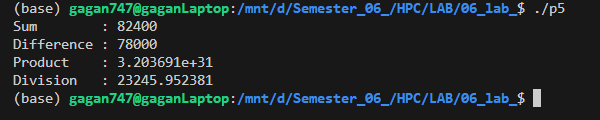 (base) gagan747@gaganLaptop:/mnt/d/Semester_06_/HPC/LAB/06_lab_$ ./p5
Sum        : 82400
Difference : 78000
Product    : 3.203691e+31
Division   : 23245.952381
(base) gagan747@gaganLaptop:/mnt/d/Semester_06_/HPC/LAB/06_lab_$